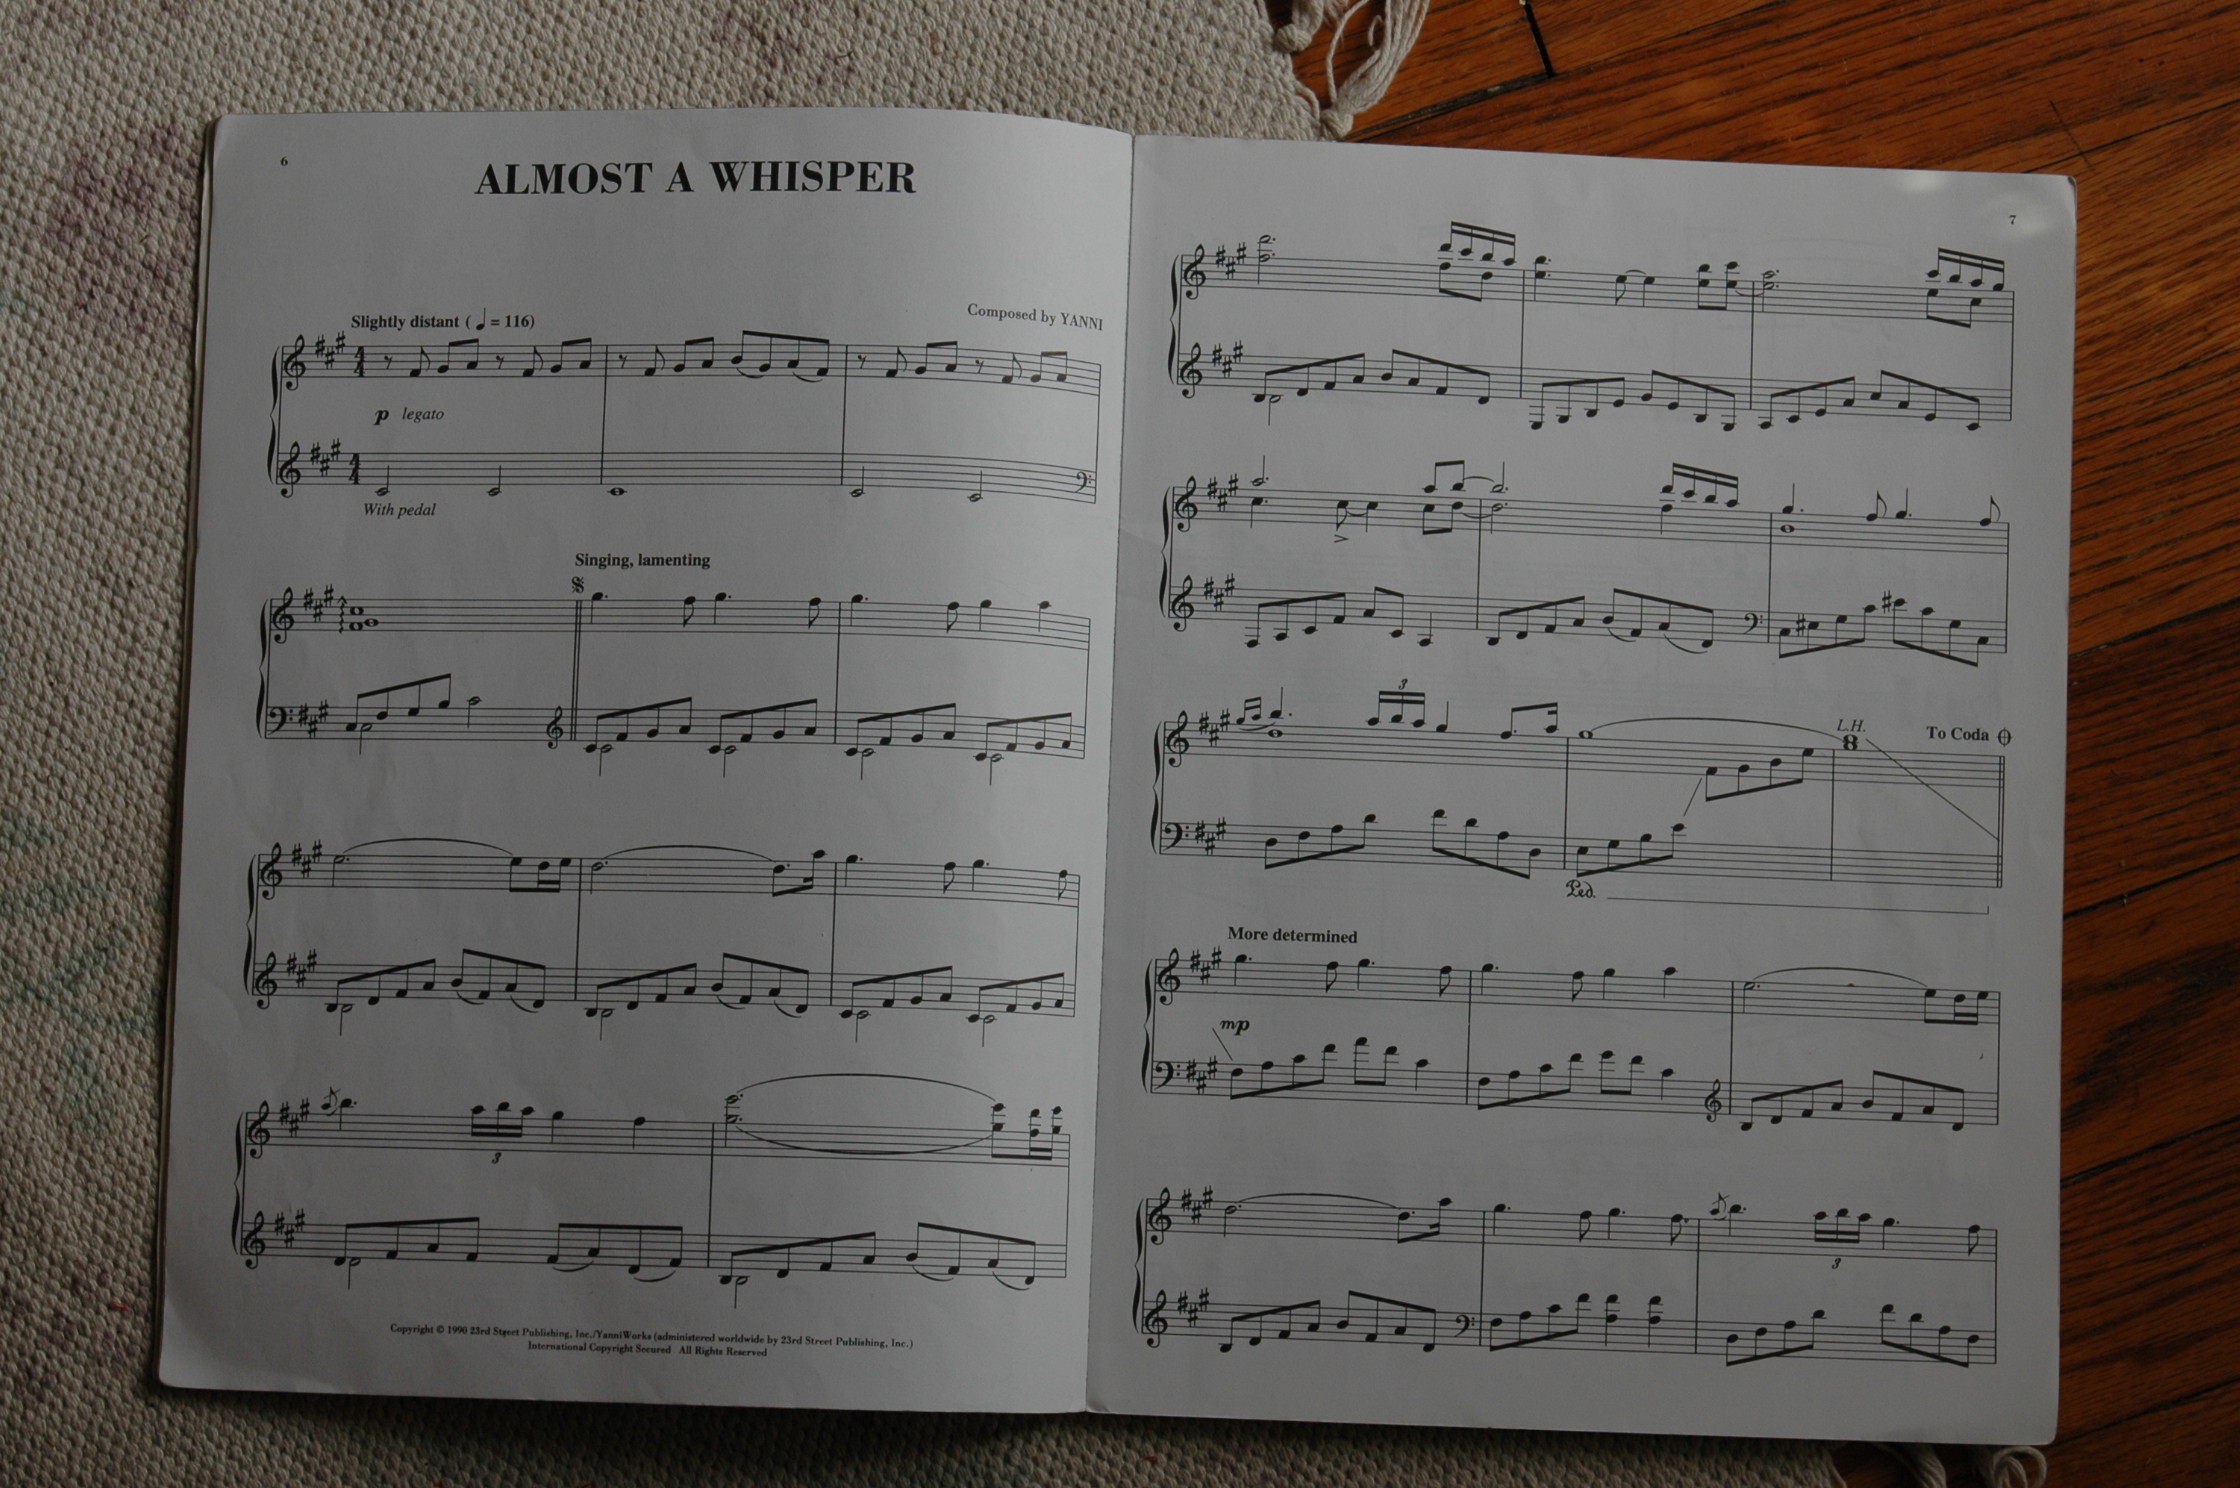 6
ALMOST A WHISPER
Composed by YANNI
Slightly distant ( ♩ = 116)
p legato
With pedal
Singing, lamenting
3
Copyright © 1990 23rd Street Publishing, Inc./YanniWorks (administered worldwide by 23rd Street Publishing, Inc.)
International Copyright Secured All Rights Reserved
7
3
L.H.
To Coda
Ped.
More determined
mp
3